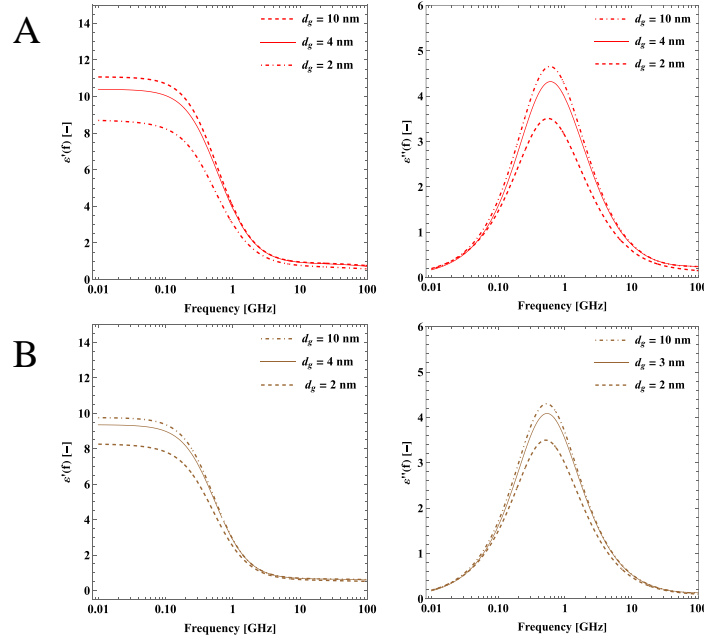 A
14
12
10
8
6
4
2
0
ε'(f) [−]
d_g = 10 nm
d_g = 4 nm
d_g = 2 nm
0.01 0.10 1 10 100
Frequency [GHz]
6
5
4
3
2
1
0
ε''(f) [−]
d_g = 10 nm
d_g = 4 nm
d_g = 2 nm
0.01 0.10 1 10 100
Frequency [GHz]
B
14
12
10
8
6
4
2
0
ε'(f) [−]
d_g = 10 nm
d_g = 4 nm
d_g = 2 nm
0.01 0.10 1 10 100
Frequency [GHz]
6
5
4
3
2
1
0
ε''(f) [−]
d_g = 10 nm
d_g = 3 nm
d_g = 2 nm
0.01 0.10 1 10 100
Frequency [GHz]